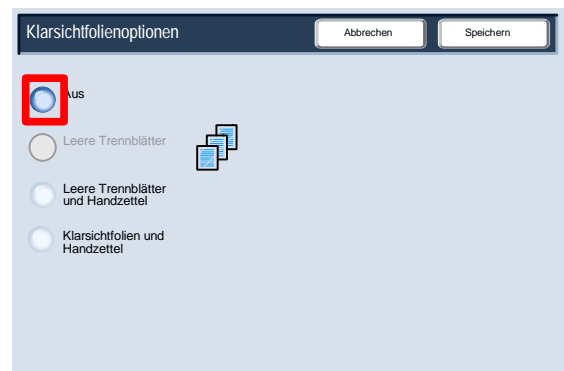 Klarsichtfolienoptionen
Abbrechen
Speichern
Aus
Leere Trennblätter
Leere Trennblätter
und Handzettel
Klarsichtfolien und
Handzettel